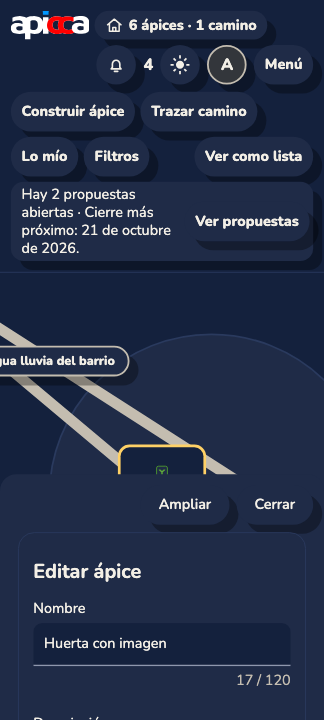 apicca
6 ápices · 1 camino
4
A
Menú
Construir ápice
Trazar camino
Lo mío
Filtros
Ver como lista
Hay 2 propuestas
abiertas · Cierre más
próximo: 21 de octubre
de 2026.
Ver propuestas
gua lluvia del barrio
Ampliar
Cerrar
Editar ápice
Nombre
Huerta con imagen
17 / 120